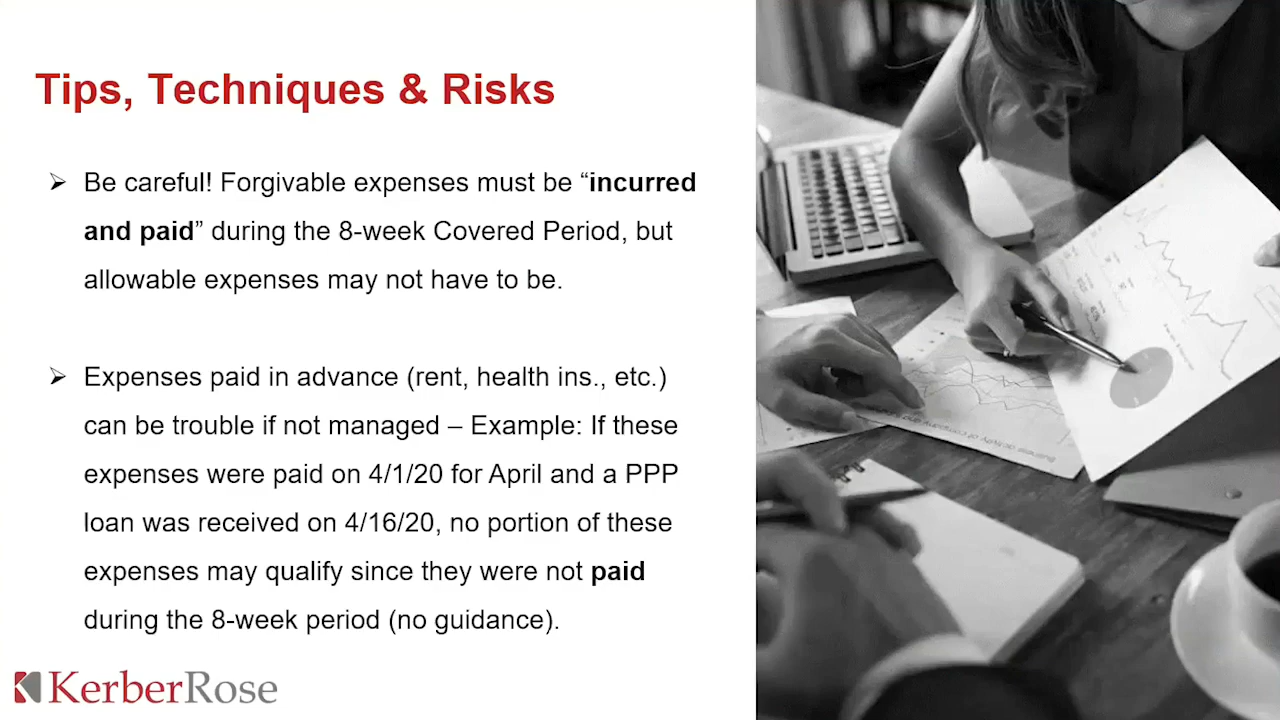 Tips, Techniques & Risks
➢ Be careful! Forgivable expenses must be “incurred
and paid” during the 8-week Covered Period, but
allowable expenses may not have to be.
➢ Expenses paid in advance (rent, health ins., etc.)
can be trouble if not managed – Example: If these
expenses were paid on 4/1/20 for April and a PPP
loan was received on 4/16/20, no portion of these
expenses may qualify since they were not paid
during the 8-week period (no guidance).
KerberRose